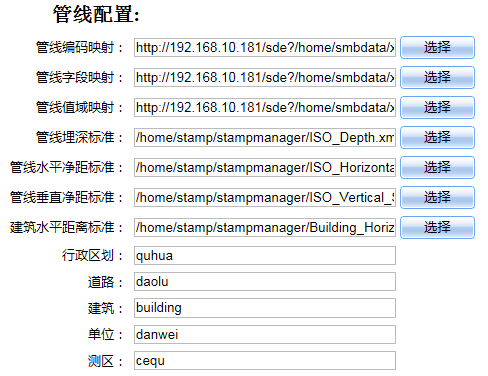 管线配置:
管线编码映射： http://192.168.10.181/sde?/home/smbdata/x 选择
管线字段映射： http://192.168.10.181/sde?/home/smbdata/x 选择
管线值域映射： http://192.168.10.181/sde?/home/smbdata/x 选择
管线埋深标准： /home/stamp/stampmanager/ISO_Depth.xm 选择
管线水平净距标准： /home/stamp/stampmanager/ISO_Horizonta 选择
管线垂直净距标准： /home/stamp/stampmanager/ISO_Vertical_S 选择
建筑水平距离标准： /home/stamp/stampmanager/Building_Horiz 选择
行政区划： quhua
道路： daolu
建筑： building
单位： danwei
测区： cequ